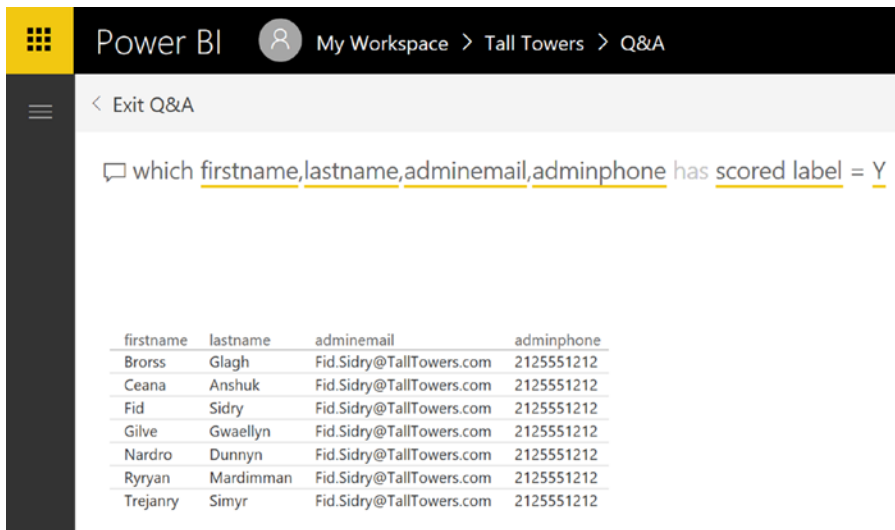 Power BI My Workspace > Tall Towers > Q&A
< Exit Q&A
which firstname,lastname,adminemail,adminphone has scored label = Y
firstname lastname adminemail adminphone
Brorss Glagh Fid.Sidry@TallTowers.com 2125551212
Ceana Anshuk Fid.Sidry@TallTowers.com 2125551212
Fid Sidry Fid.Sidry@TallTowers.com 2125551212
Gilve Gwaellyn Fid.Sidry@TallTowers.com 2125551212
Nardro Dunnyn Fid.Sidry@TallTowers.com 2125551212
Ryryan Mardimman Fid.Sidry@TallTowers.com 2125551212
Trejanry Simyr Fid.Sidry@TallTowers.com 2125551212